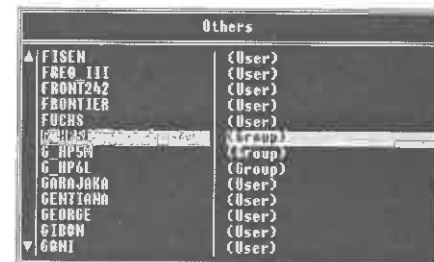 Others
FISEN (User)
FREQ_III (User)
FRONT242 (User)
FRONTIER (User)
FUCHS (User)
(Group)
G_HP5M (Group)
G_HP6L (Group)
GARAJAKA (User)
GENTIANA (User)
GEORGE (User)
GIBON (User)
GONI (User)